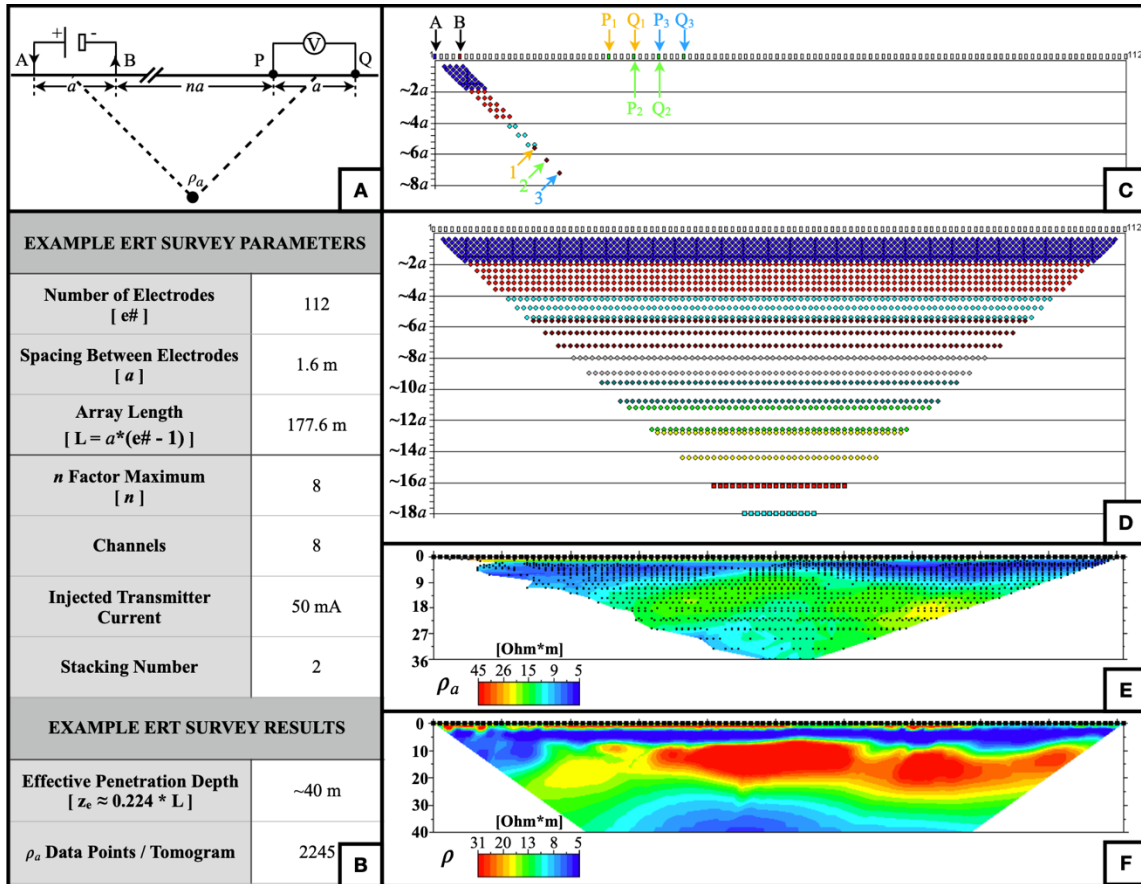 + -
A B P V Q
a na a
ρa
A
EXAMPLE ERT SURVEY PARAMETERS
Number of Electrodes
[ e# ]
112
Spacing Between Electrodes
[ a ]
1.6 m
Array Length
[ L = a*(e# - 1) ]
177.6 m
n Factor Maximum
[ n ]
8
Channels
8
Injected Transmitter
Current
50 mA
Stacking Number
2
EXAMPLE ERT SURVEY RESULTS
Effective Penetration Depth
[ ze ≈ 0.224 * L ]
~40 m
ρa Data Points / Tomogram
2245
B
A B P1 Q1 P3 Q3
1 112
P2 Q2
~2a
~4a
~6a
~8a
1
2
3
C
112
~2a
~4a
~6a
~8a
~10a
~12a
~14a
~16a
~18a
D
0
9
18
27
36
[Ohm*m]
45 26 15 9 5
ρa
E
0
10
20
30
40
[Ohm*m]
31 20 13 8 5
ρ
F